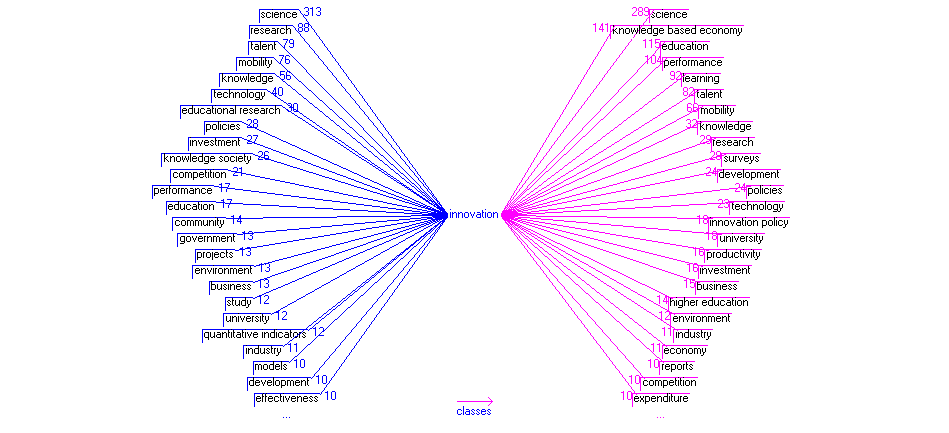 science 313
research 88
talent 79
mobility 76
knowledge 56
technology 40
educational research 30
policies 28
investment 27
knowledge society 26
competition 21
performance 17
education 17
community 14
government 13
projects 13
environment 13
business 13
study 12
university 12
quantitative indicators 12
industry 11
models 10
development 10
effectiveness 10
...
innovation
classes
289 science
141 knowledge based economy
115 education
104 performance
92 learning
82 talent
66 mobility
32 knowledge
29 research
29 surveys
24 development
24 policies
23 technology
18 innovation policy
18 university
16 productivity
16 investment
15 business
14 higher education
12 environment
11 industry
11 economy
10 reports
10 competition
10 expenditure
...